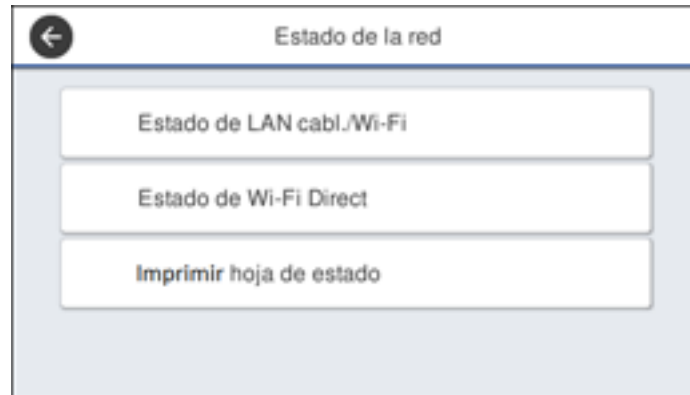 Estado de la red
Estado de LAN cabl./Wi-Fi
Estado de Wi-Fi Direct
Imprimir hoja de estado